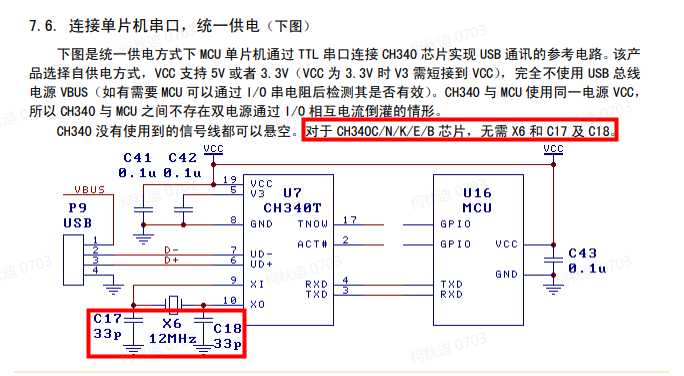 7.6. 连接单片机串口，统一供电（下图）
下图是统一供电方式下 MCU 单片机通过 TTL 串口连接 CH340 芯片实现 USB 通讯的参考电路。该产
品选择自供电方式，VCC 支持 5V 或者 3.3V（VCC 为 3.3V 时 V3 需短接到 VCC），完全不使用 USB 总线
电源 VBUS（如有需要 MCU 可以通过 I/O 串电阻后检测其是否有效）。CH340 与 MCU 使用同一电源 VCC，
所以 CH340 与 MCU 之间不存在双电源通过 I/O 相互电流倒灌的情形。
CH340 没有使用到的信号线都可以悬空。对于 CH340C/N/K/E/B 芯片，无需 X6 和 C17 及 C18。
C41 C42 VCC VCC
0.1u 0.1u
VBUS
P9
USB
1
2
3
4
D-
D+
19
5
8
7
6
9
10
VCC
V3
GND
UD-
UD+
XI
XO
U7
CH340T
TNOW
ACT#
RXD
TXD
17
2
4
3
U16
MCU
GPIO
GPIO
VCC
GND
TXD
RXD
C43
0.1u
C17
33p
X6
12MHz
C18
33p
柯秋迪 0703